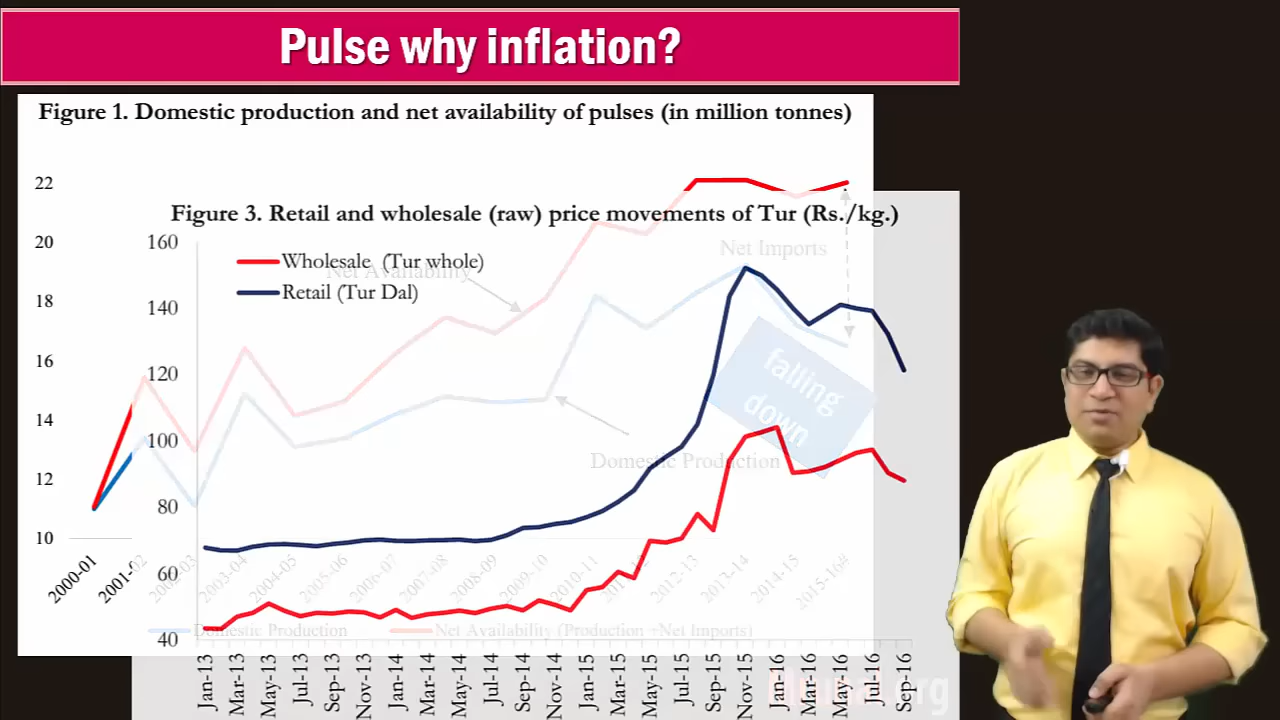 Pulse why inflation?
Figure 1. Domestic production and net availability of pulses (in million tonnes)
22
20
18
16
14
12
10
2000-01
2001-02
2002-03
2003-04
2004-05
2005-06
2006-07
2007-08
2008-09
2009-10
2010-11
2012-13
2013-14
2014-15
2015-16#
Net Availability
Net Imports
falling
down
Domestic Production
Domestic Production
Net Availability (Production +Net Imports)
Figure 3. Retail and wholesale (raw) price movements of Tur (Rs./kg.)
160
140
120
100
80
60
40
Wholesale (Tur whole)
Retail (Tur Dal)
Jan-13
Mar-13
May-13
Jul-13
Sep-13
Nov-13
Jan-14
Mar-14
May-14
Jul-14
Sep-14
Nov-14
Jan-15
Mar-15
May-15
Jul-15
Sep-15
Nov-15
Jan-16
Mar-16
May-16
Jul-16
Sep-16
Mrunal.org